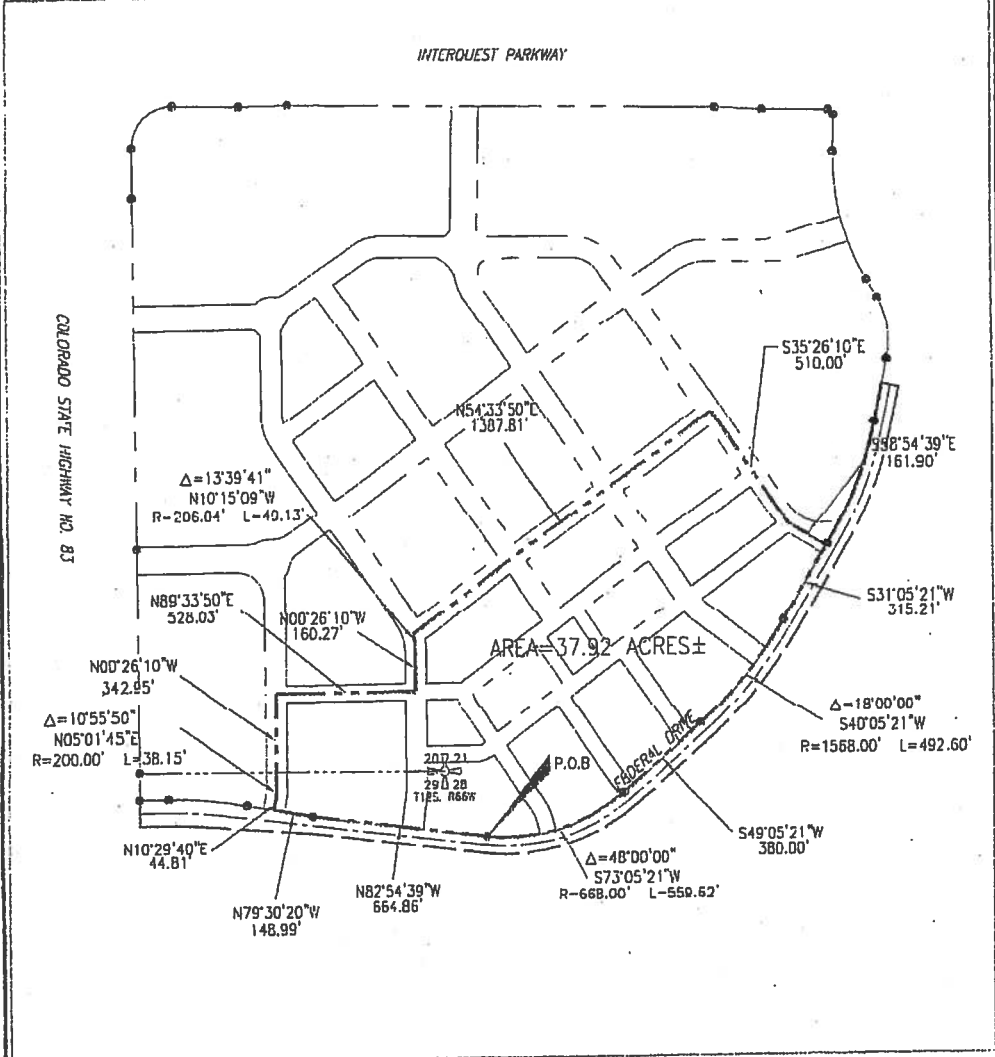 INTERQUEST PARKWAY
COLORADO STATE HIGHWAY NO. 83
S35°26'10"E
510.00'
N54°33'50"E
1387.81'
S58°54'39"E
161.90'
Δ=13°39'41"
N10°15'09"W
R=206.04' L=49.13'
N89°33'50"E
528.03'
N00°26'10"W
160.27'
S31°05'21"W
315.21'
AREA=37.92 ACRES±
N00°26'10"W
342.95'
Δ=10°55'50"
N05°01'45"E
R=200.00' L=38.15'
Δ=18°00'00"
S40°05'21"W
R=1568.00' L=492.60'
20 21
29 28
T12S, R66W
P.O.B
FEDERAL DRIVE
S49°05'21"W
380.00'
N10°29'40"E
44.81'
Δ=48°00'00"
S73°05'21"W
R=668.00' L=559.62'
N82°54'39"W
664.86'
N79°30'20"W
148.99'